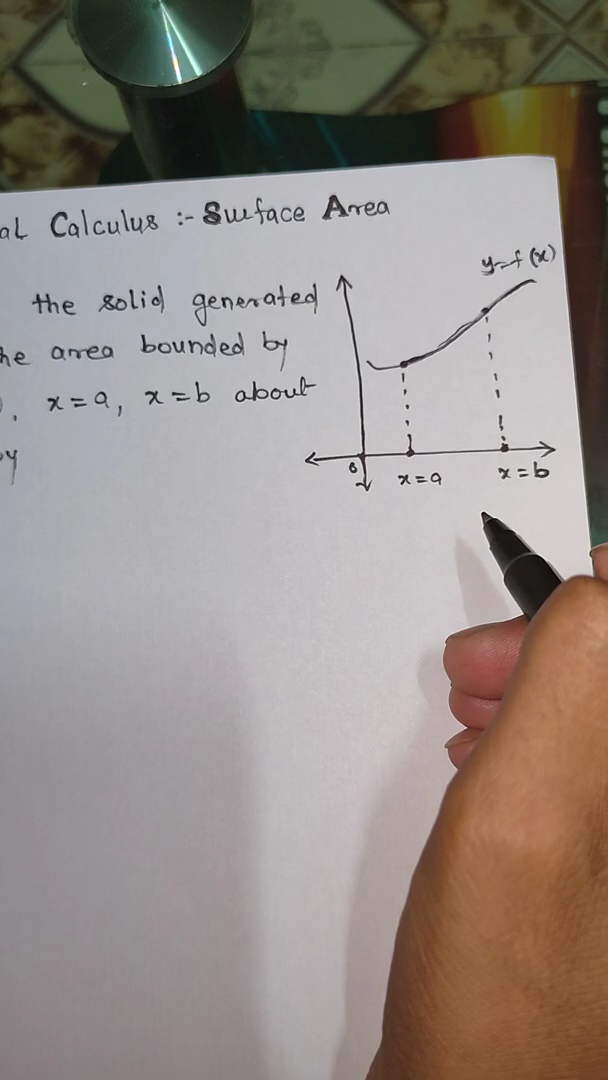 al Calculus :- Surface Area
the solid generated
he area bounded by
), x=a, x=b about
y
y=f(x)
0
x=a
x=b